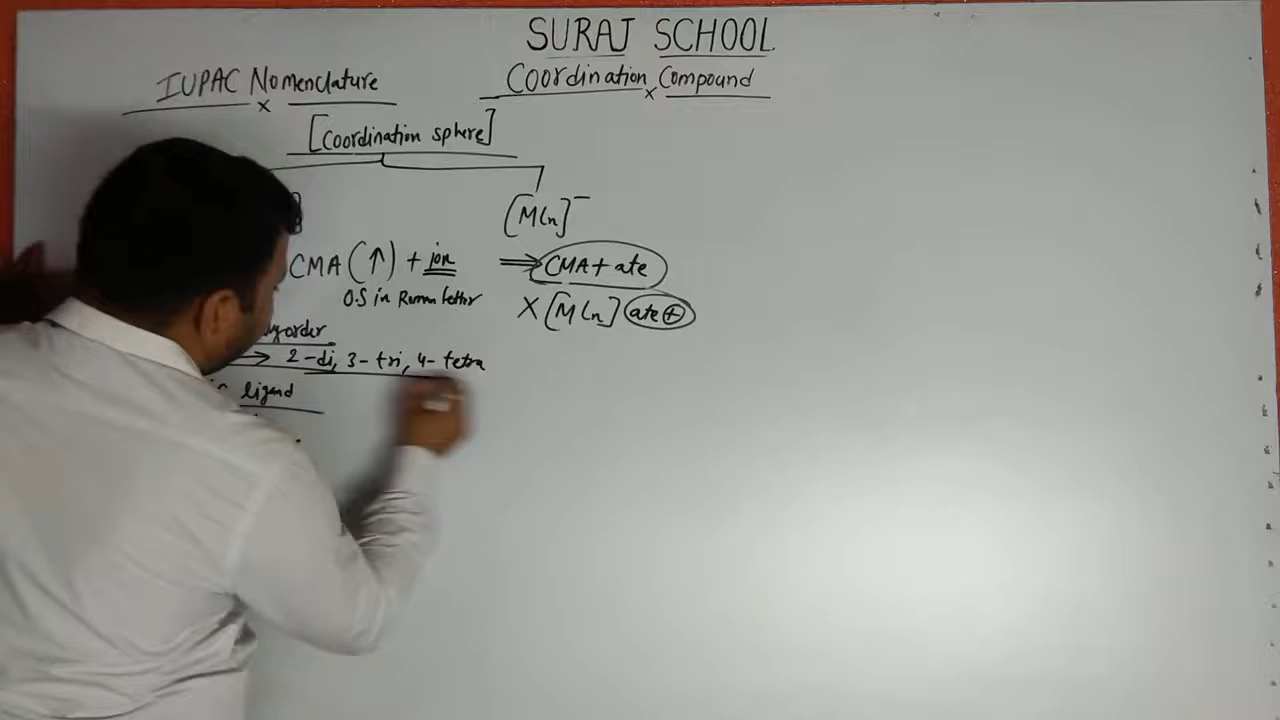 SURAJ SCHOOL
IUPAC Nomenclature
Coordination Compound
[Coordination sphere]
[MLn]⁻
CMA (↑) + ion
⇒ CMA + ate
O.S in Roman letter
X [MLn] ate ⊕
order
→ 2-di, 3-tri, 4-tetra
ligand